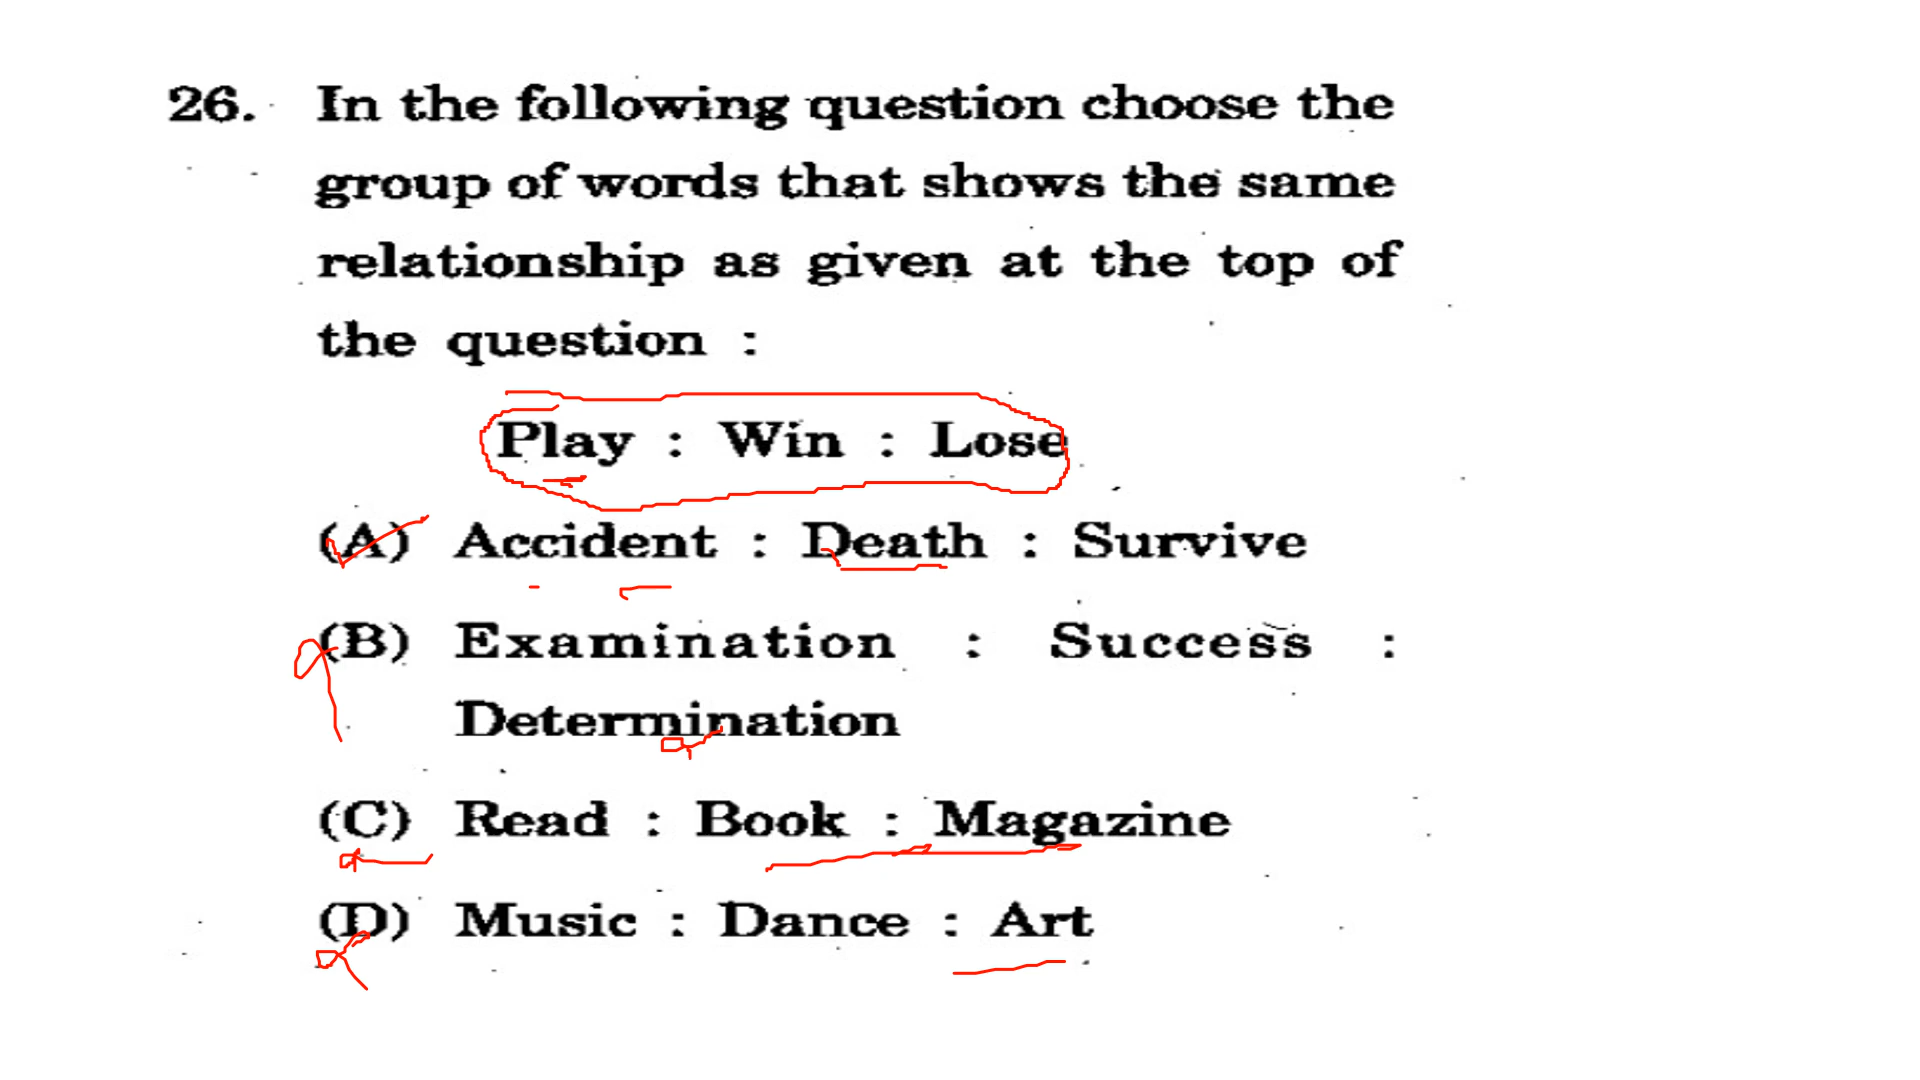 26. In the following question choose the
group of words that shows the same
relationship as given at the top of
the question :
Play : Win : Lose
(A) Accident : Death : Survive
(B) Examination : Success :
Determination
(C) Read : Book : Magazine
(D) Music : Dance : Art